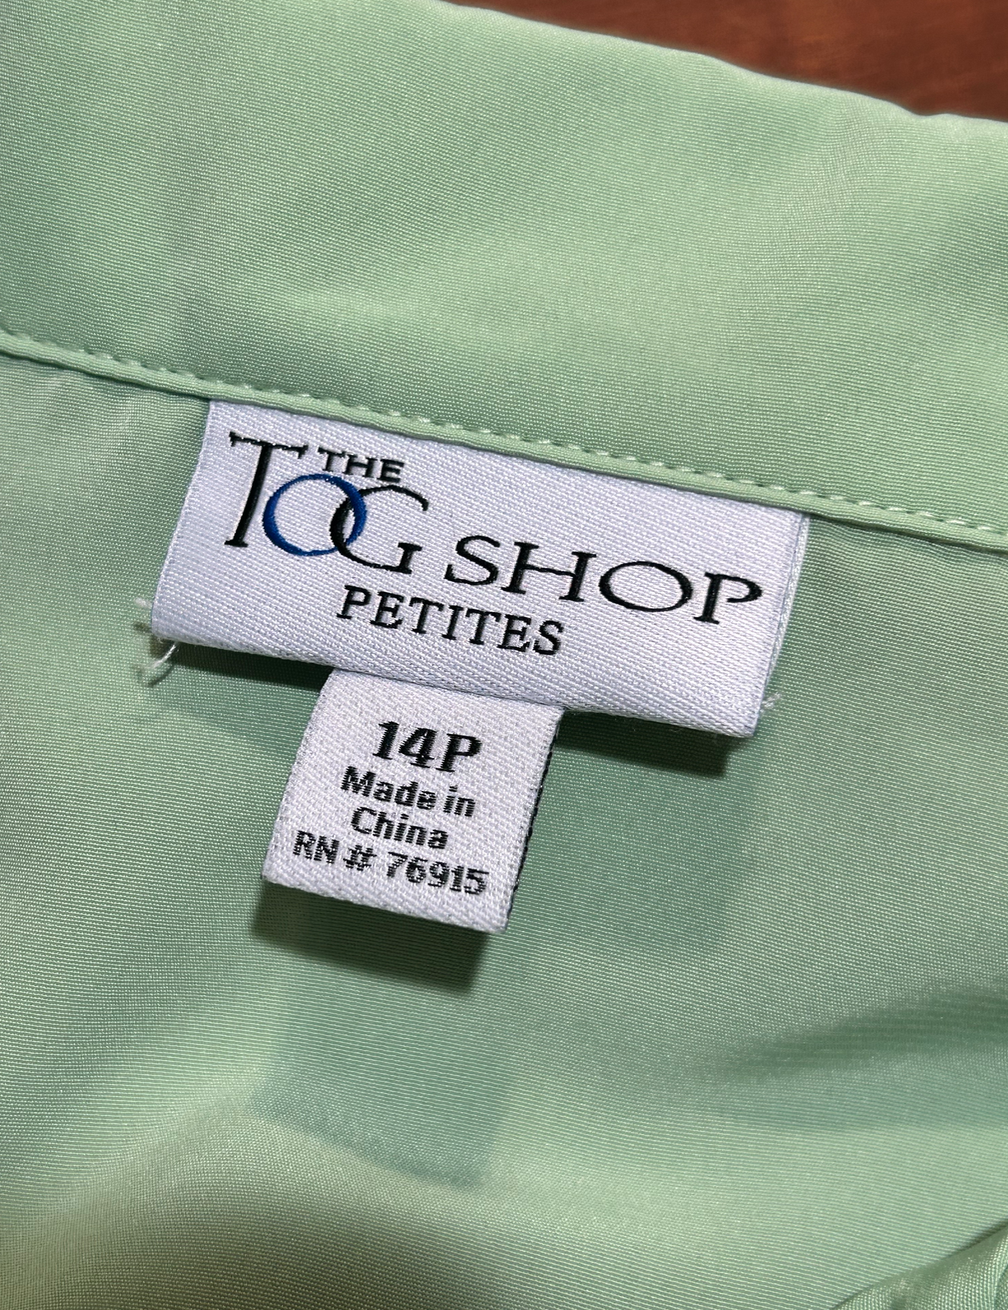 THE
TOG SHOP
PETITES
14P
Made in
China
RN # 76915